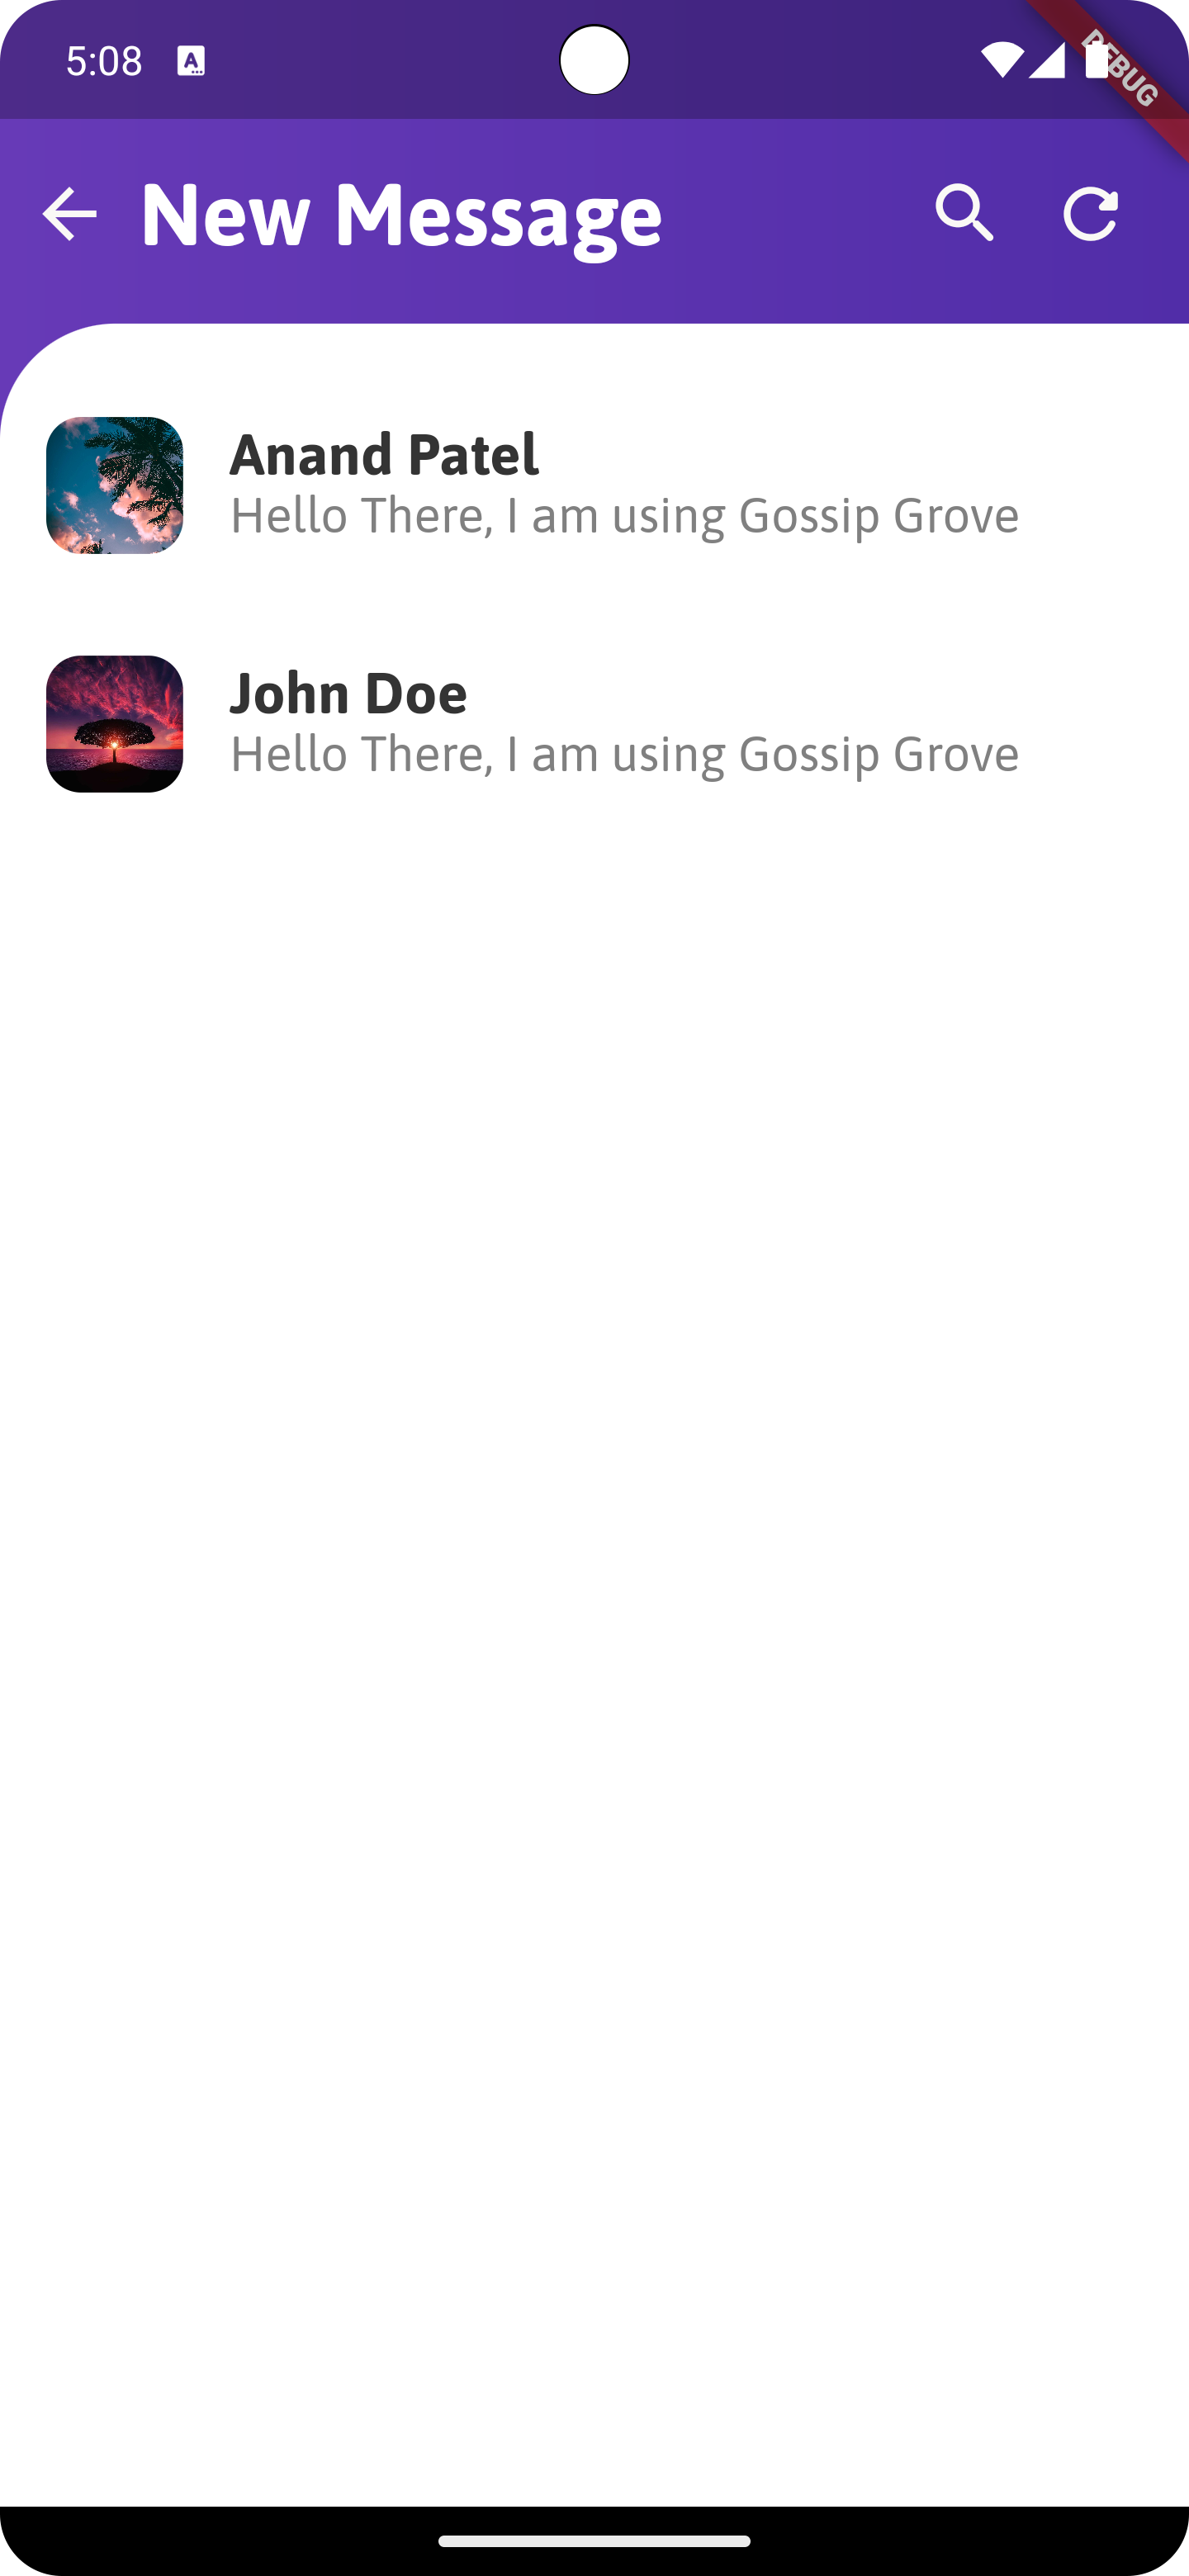 5:08
DEBUG
New Message
Anand Patel
Hello There, I am using Gossip Grove
John Doe
Hello There, I am using Gossip Grove